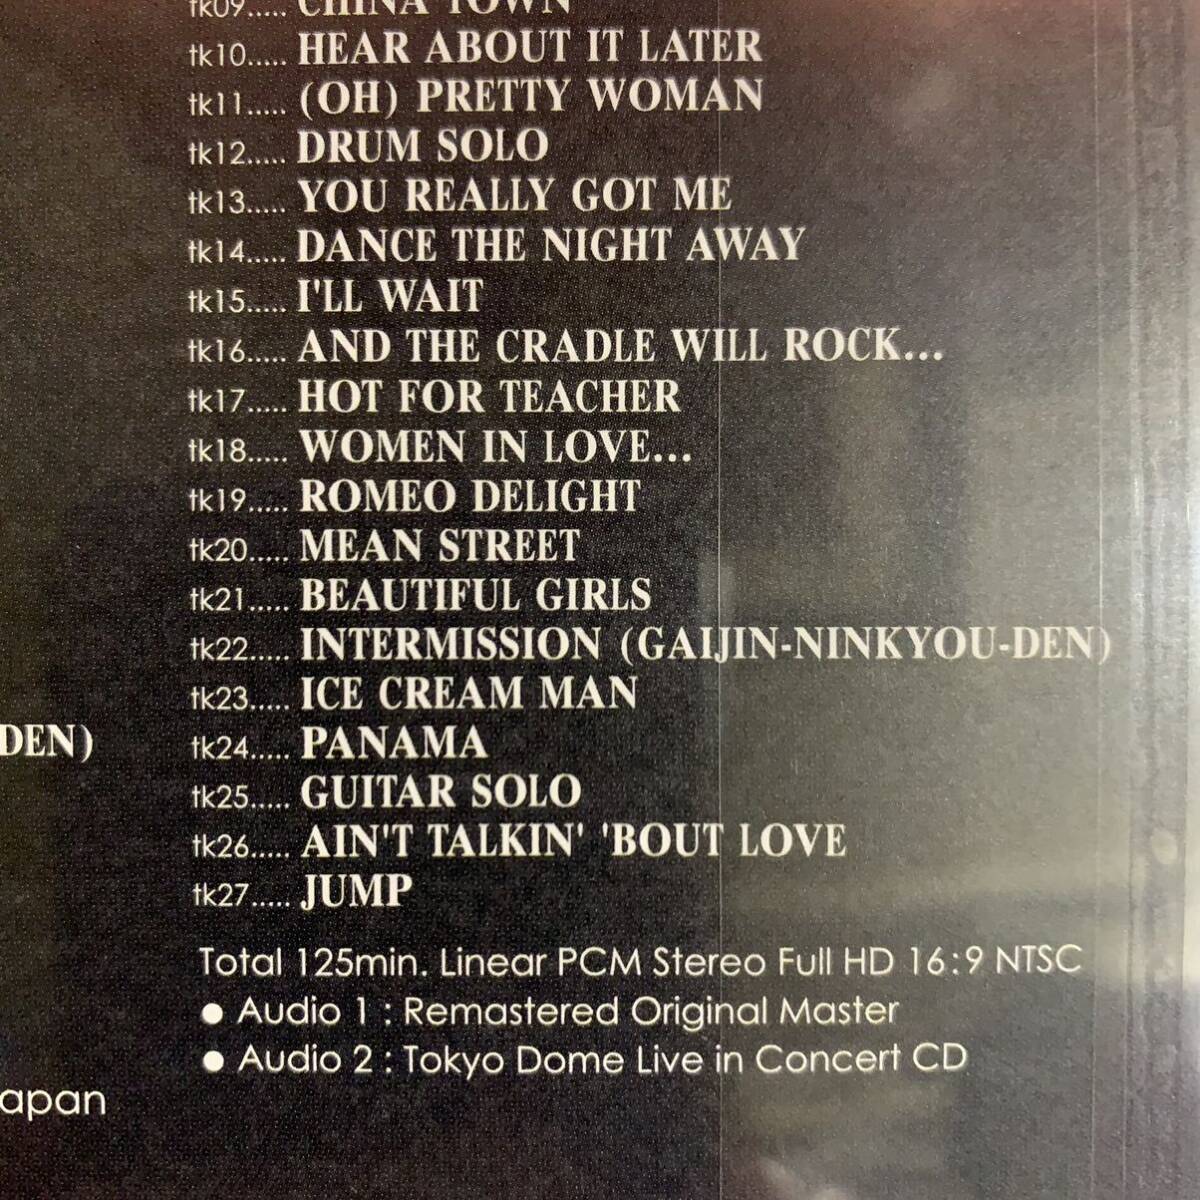 tk09..... CHINA TOWN
tk10..... HEAR ABOUT IT LATER
tk11..... (OH) PRETTY WOMAN
tk12..... DRUM SOLO
tk13..... YOU REALLY GOT ME
tk14..... DANCE THE NIGHT AWAY
tk15..... I'LL WAIT
tk16..... AND THE CRADLE WILL ROCK...
tk17..... HOT FOR TEACHER
tk18..... WOMEN IN LOVE...
tk19..... ROMEO DELIGHT
tk20..... MEAN STREET
tk21..... BEAUTIFUL GIRLS
tk22..... INTERMISSION (GAIJIN-NINKYOU-DEN)
tk23..... ICE CREAM MAN
DEN)
tk24..... PANAMA
tk25..... GUITAR SOLO
tk26..... AIN'T TALKIN' 'BOUT LOVE
tk27..... JUMP
Total 125min. Linear PCM Stereo Full HD 16:9 NTSC
● Audio 1 : Remastered Original Master
● Audio 2 : Tokyo Dome Live in Concert CD
apan